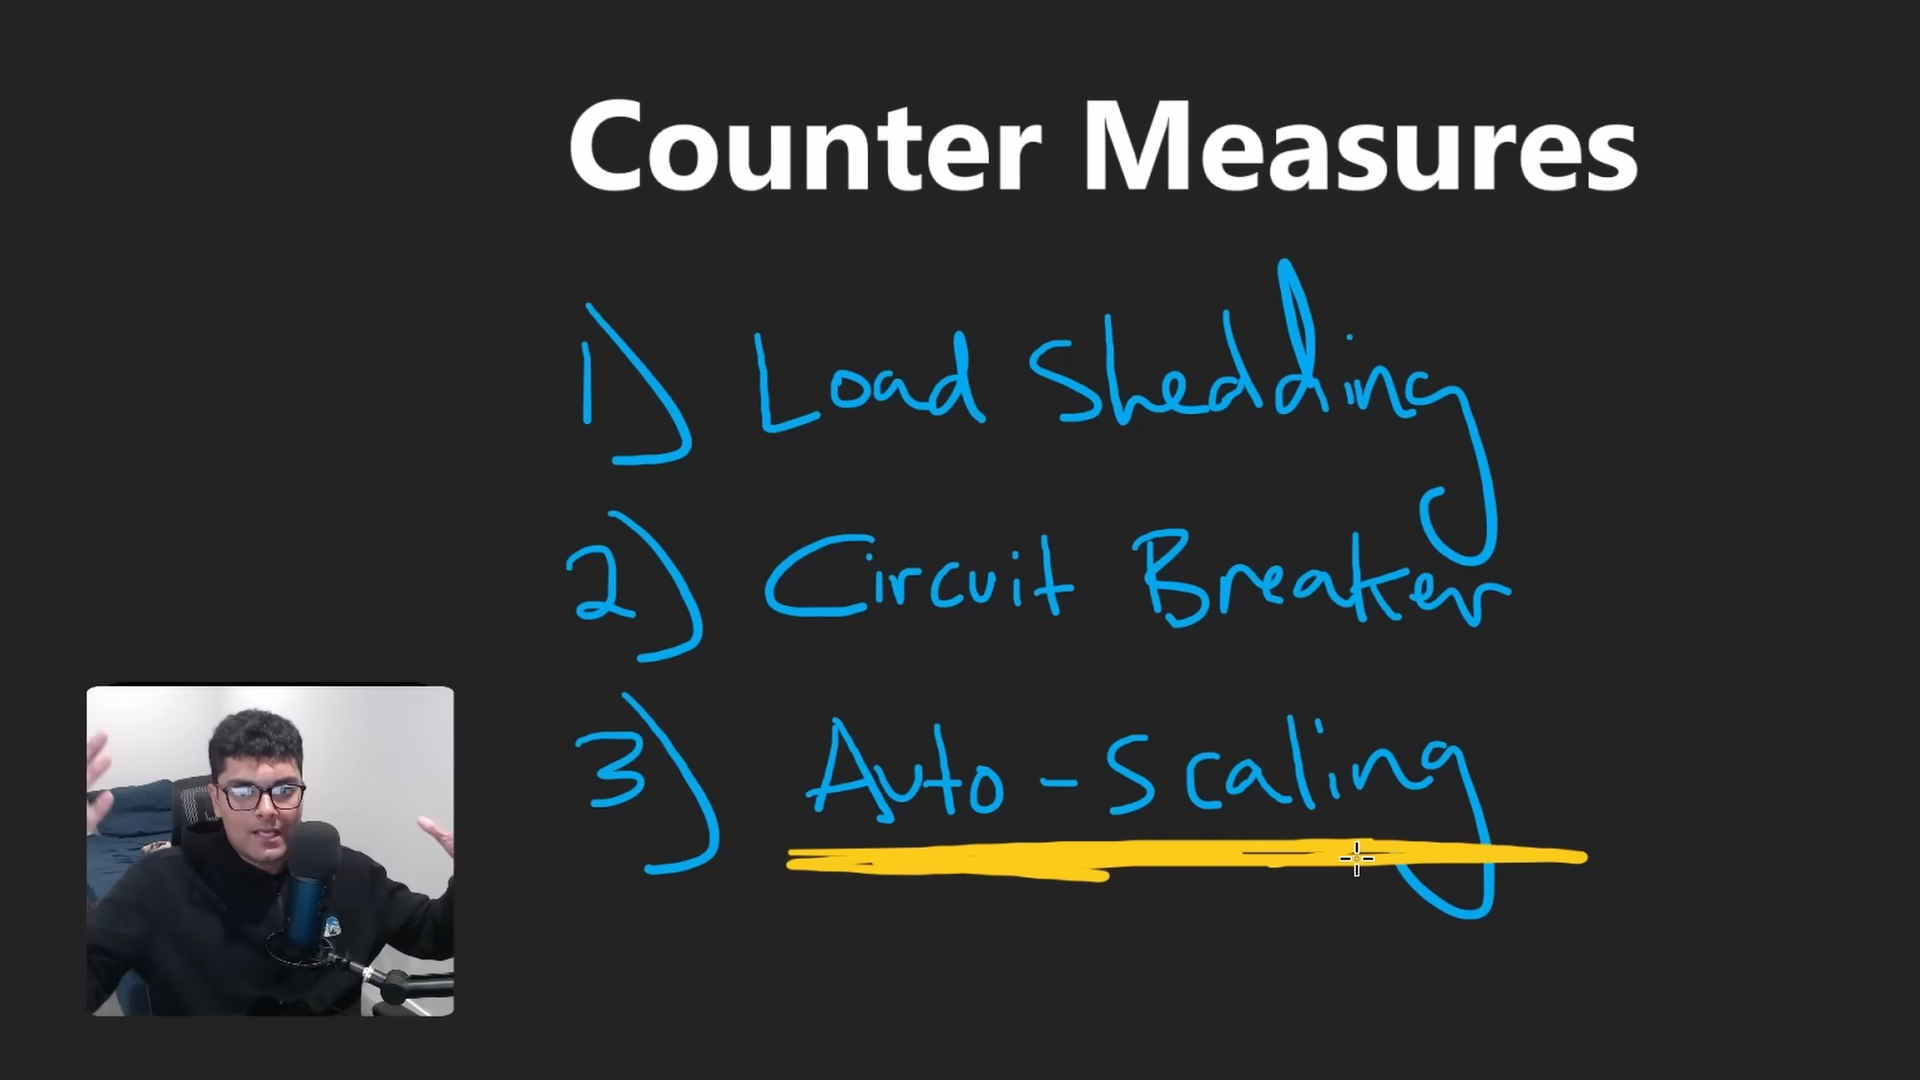 Counter Measures
1) Load Shedding
2) Circuit Breaker
3) Auto-Scaling